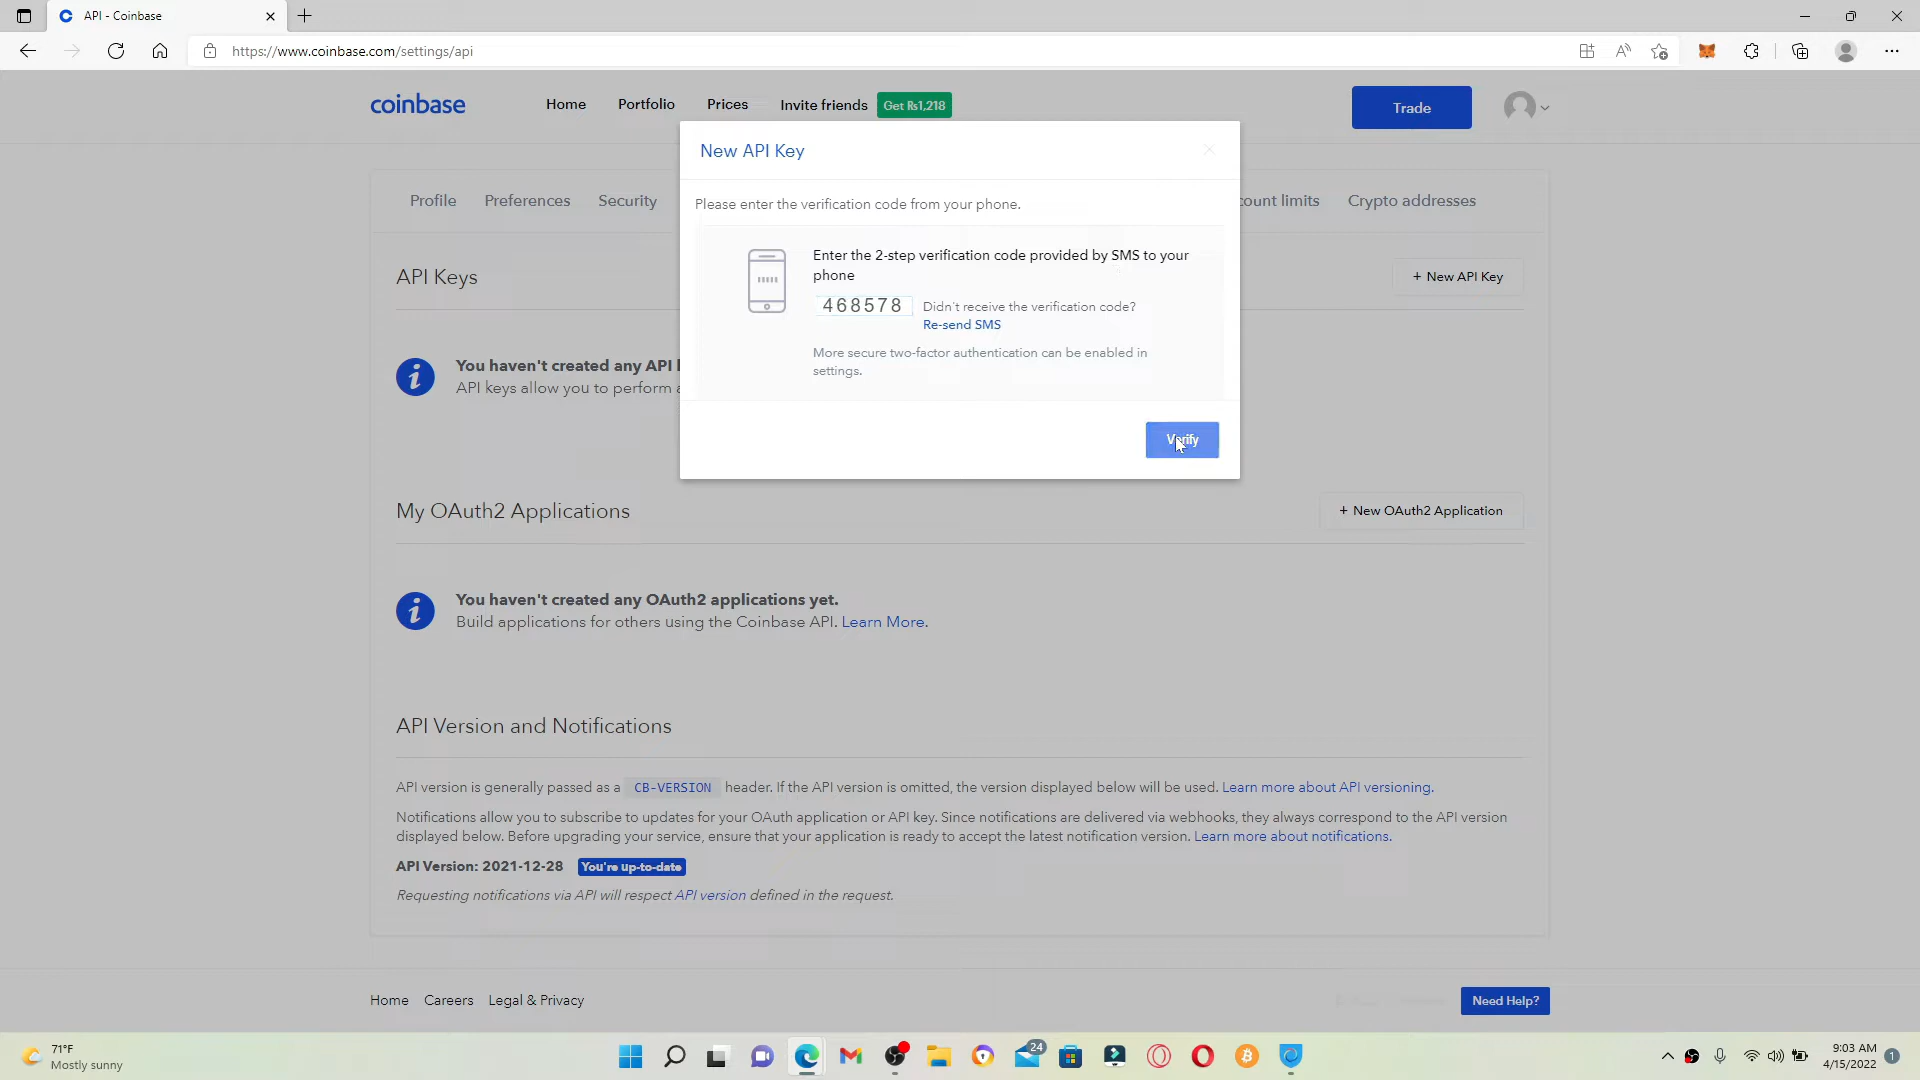 API - Coinbase
https://www.coinbase.com/settings/api
coinbase
Home
Portfolio
Prices
Invite friends
Get Rs1,218
Trade
New API Key
Profile
Preferences
Security
count limits
Crypto addresses
Please enter the verification code from your phone.
Enter the 2-step verification code provided by SMS to your
phone
468578
Didn't receive the verification code?
Re-send SMS
More secure two-factor authentication can be enabled in
settings.
Verify
API Keys
+ New API Key
You haven't created any API
API keys allow you to perform
My OAuth2 Applications
+ New OAuth2 Application
You haven't created any OAuth2 applications yet.
Build applications for others using the Coinbase API. Learn More.
API Version and Notifications
API version is generally passed as a CB-VERSION header. If the API version is omitted, the version displayed below will be used. Learn more about API versioning.
Notifications allow you to subscribe to updates for your OAuth application or API key. Since notifications are delivered via webhooks, they always correspond to the API version
displayed below. Before upgrading your service, ensure that your application is ready to accept the latest notification version. Learn more about notifications.
API Version: 2021-12-28 You're up-to-date
Requesting notifications via API will respect API version defined in the request.
Home
Careers
Legal & Privacy
Need Help?
71°F
Mostly sunny
24
9:03 AM
4/15/2022
1